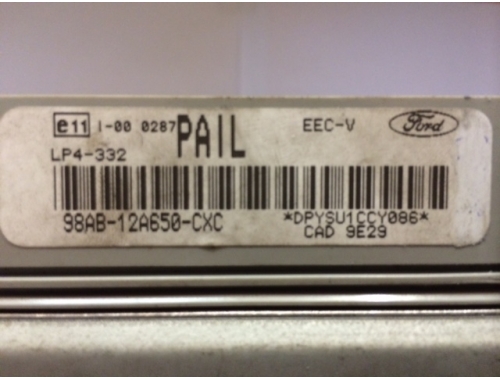 e11 I-00 0287 PAIL EEC-V Ford
LP4-332
98AB-12A650-CXC *DPYSU1CCY086*
CAD 9E29